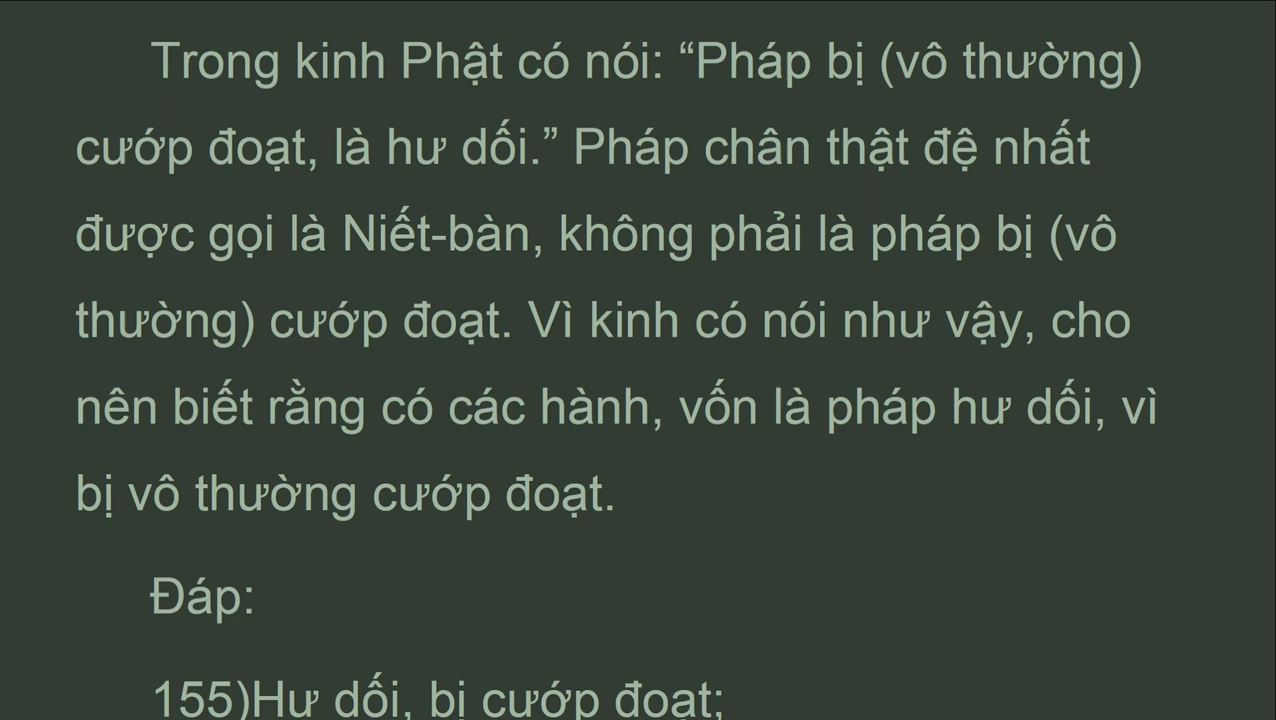 Trong kinh Phật có nói: “Pháp bị (vô thường)
cướp đoạt, là hư dối.” Pháp chân thật đệ nhất
được gọi là Niết-bàn, không phải là pháp bị (vô
thường) cướp đoạt. Vì kinh có nói như vậy, cho
nên biết rằng có các hành, vốn là pháp hư dối, vì
bị vô thường cướp đoạt.
Đáp:
155)Hư dối, bị cướp đoạt;